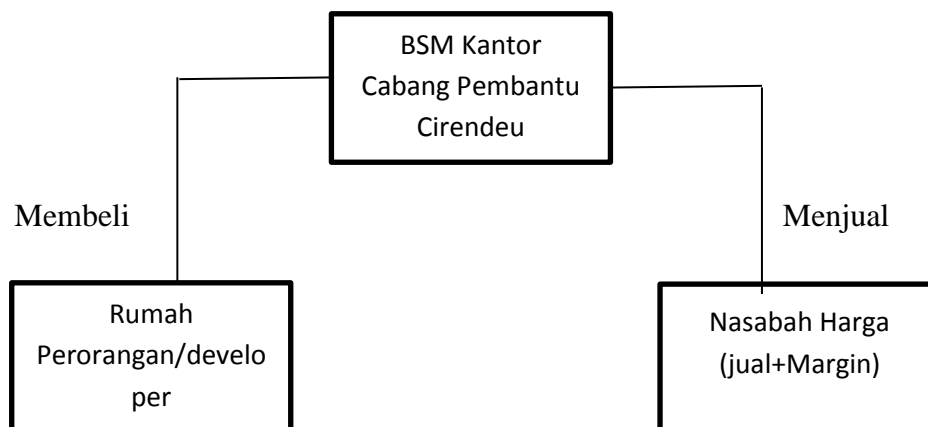 BSM Kantor
Cabang Pembantu
Cirendeu
Membeli
Menjual
Rumah
Perorangan/develo
per
Nasabah Harga
(jual+Margin)